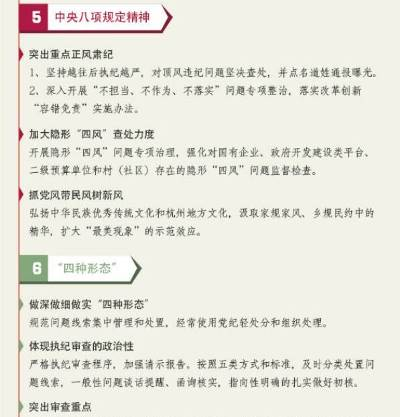 5 中央八项规定精神
突出重点正风肃纪
1、坚持越往后执纪越严，对顶风违纪问题坚决查处，并点名道姓通报曝光。
2、深入开展“不担当、不作为、不落实”问题专项整治，落实改革创新
“容错免责”实施办法。
加大隐形“四风”查处力度
开展隐形“四风”问题专项治理，强化对国有企业、政府开发建设类平台、
二级预算单位和村（社区）存在的隐形“四风”问题监督检查。
抓党风带民风树新风
弘扬中华民族优秀传统文化和杭州地方文化，汲取家规家风、乡规民约中的
精华，扩大“最美现象”的示范效应。
6 “四种形态”
做深做细做实“四种形态”
规范问题线索集中管理和处置，经常使用党纪轻处分和组织处理。
体现执纪审查的政治性
严格执纪审查程序，加强请示报告。按照五类方式和标准，及时分类处置问
题线索，一般性问题谈话提醒、函询核实，指向性明确的扎实做好初核。
突出审查重点